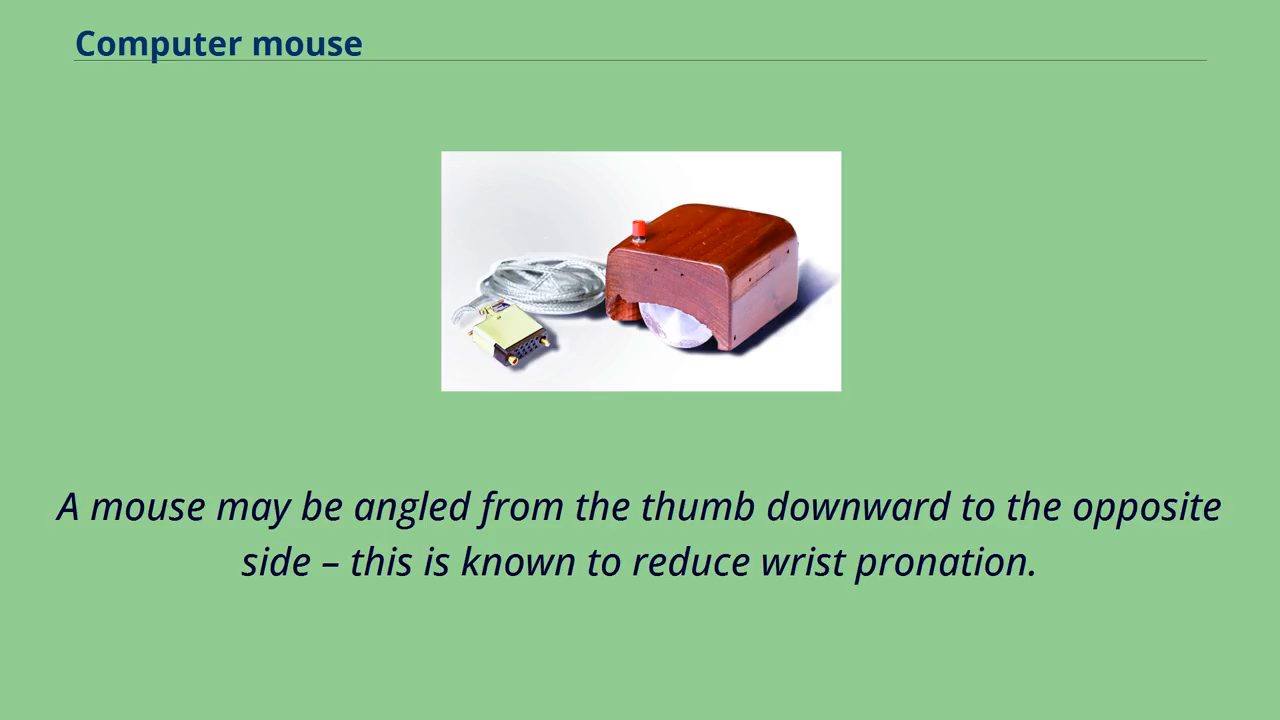 Computer mouse
A mouse may be angled from the thumb downward to the opposite
side – this is known to reduce wrist pronation.